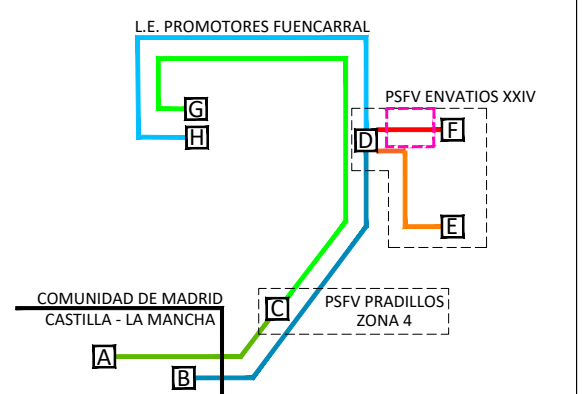 L.E. PROMOTORES FUENCARRAL
PSFV ENVATIOS XXIV
G
H
D
F
E
COMUNIDAD DE MADRID
CASTILLA - LA MANCHA
C
PSFV PRADILLOS
ZONA 4
A
B